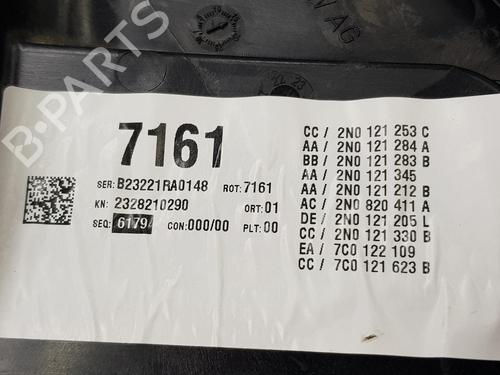 B-PARTS
VW AG
7161
SER: B23221RA0148 ROT: 7161
KN: 2328210290 ORT: 01
SEQ: 6179 CON: 000/00 PLT: 00
CC / 2N0 121 253 C
AA / 2N0 121 284 A
BB / 2N0 121 283 B
AA / 2N0 121 345
AA / 2N0 121 212 B
AC / 2N0 820 411 A
DE / 2N0 121 205 L
CC / 2N0 121 330 B
EA / 7C0 122 109
CC / 7C0 121 623 B